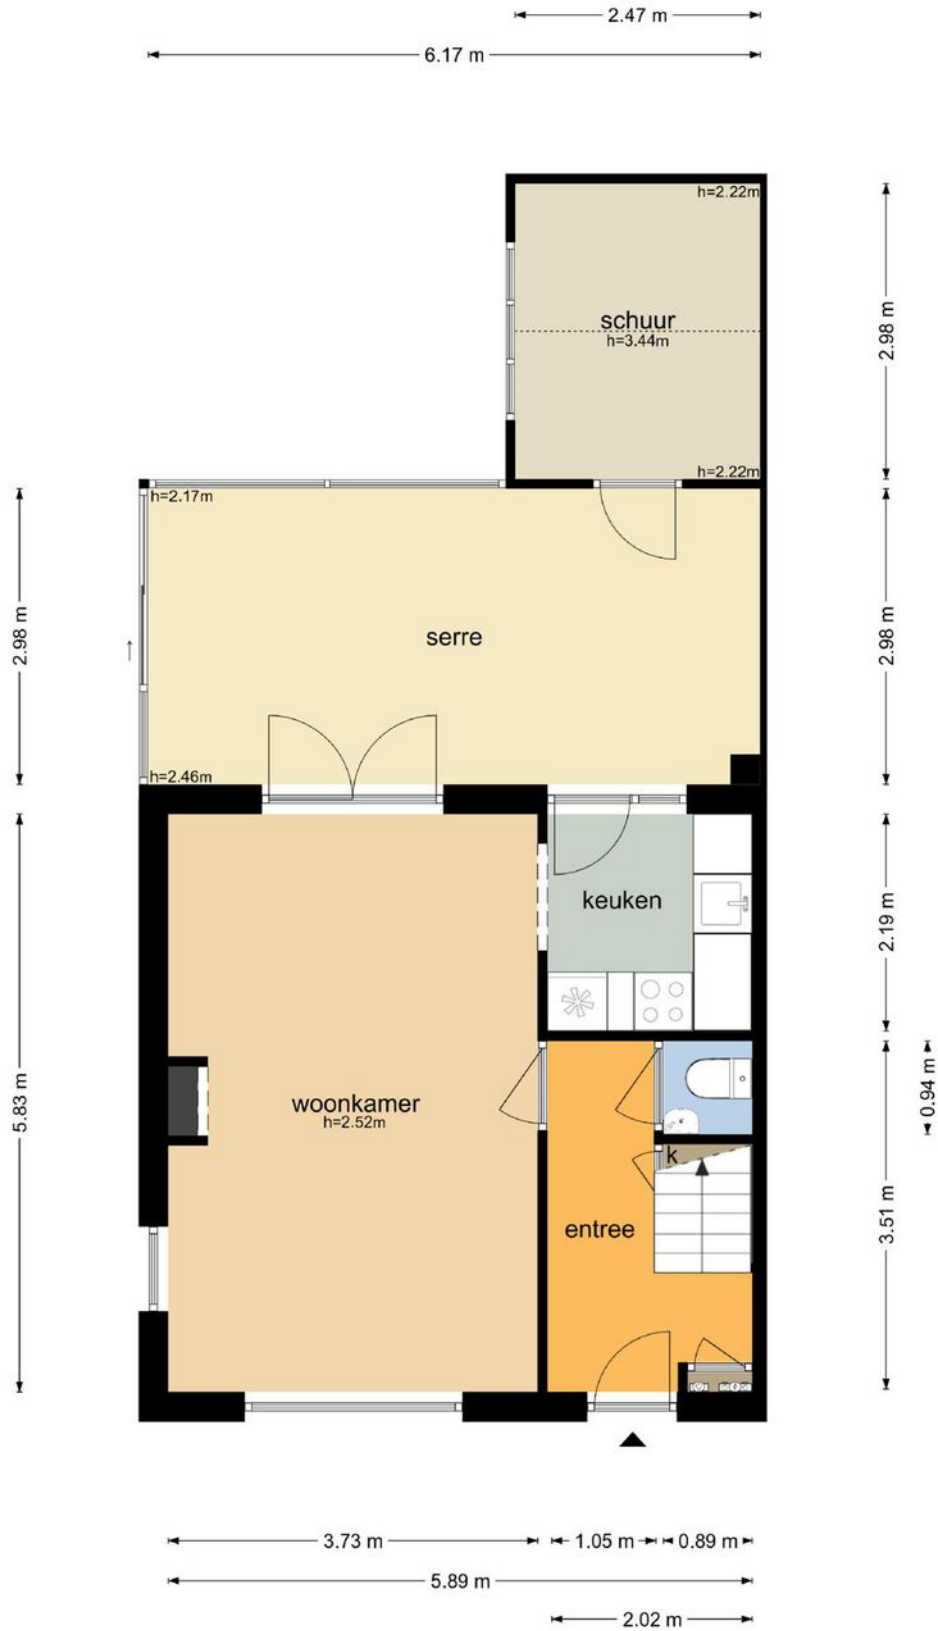 2.47 m
6.17 m
h=2.22m
schuur
h=3.44m
2.98 m
h=2.22m
h=2.17m
2.98 m
serre
2.98 m
h=2.46m
keuken
2.19 m
5.83 m
woonkamer
h=2.52m
0.94 m
k
entree
3.51 m
3.73 m
1.05 m
0.89 m
5.89 m
2.02 m